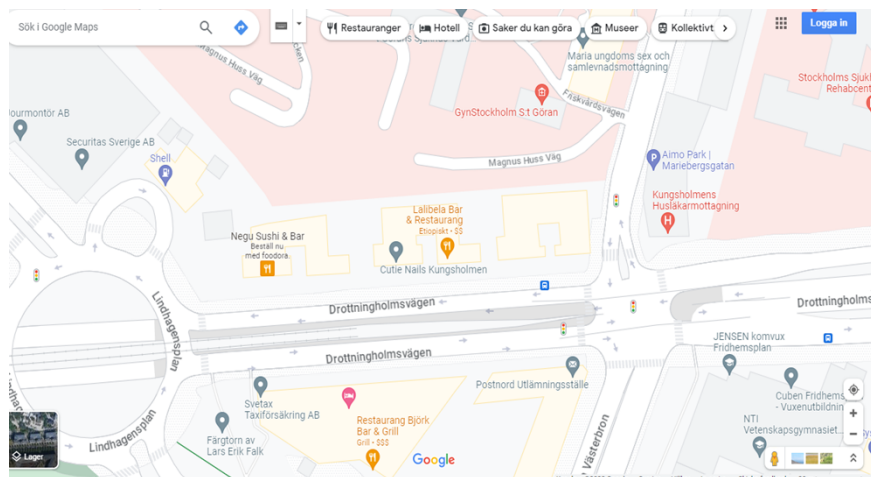 Sök i Google Maps
Restauranger
Hotell
Saker du kan göra
Museer
Kollektivt
Logga in
Magnus Huss Väg
Maria ungdoms sex och
samlevnadsmottagning
Friskvårdsvägen
GynStockholm S:t Göran
Stockholms Sjukh
Rehabcent
ourmontör AB
Securitas Sverige AB
Shell
Magnus Huss Väg
Aimo Park |
Mariebergsgatan
Kungsholmens
Husläkarmottagning
Lalibela Bar
& Restaurang
Etiopiskt • $$
Negu Sushi & Bar
Beställ nu
med foodora.
Cutie Nails Kungsholmen
Lindhagensplan
Drottningholmsvägen
Drottningholms
Drottningholmsvägen
JENSEN komvux
Fridhemsplan
Postnord Utlämningsställe
Svetax
Taxiförsäkring AB
Cuben Fridhems
- Vuxenutbildnin
Lindhagensplan
Färgtorn av
Lars Erik Falk
Restaurang Björk
Bar & Grill
Grill • $$
Västerbron
NTI
Vetenskapsgymnasiet...
Lager
Google